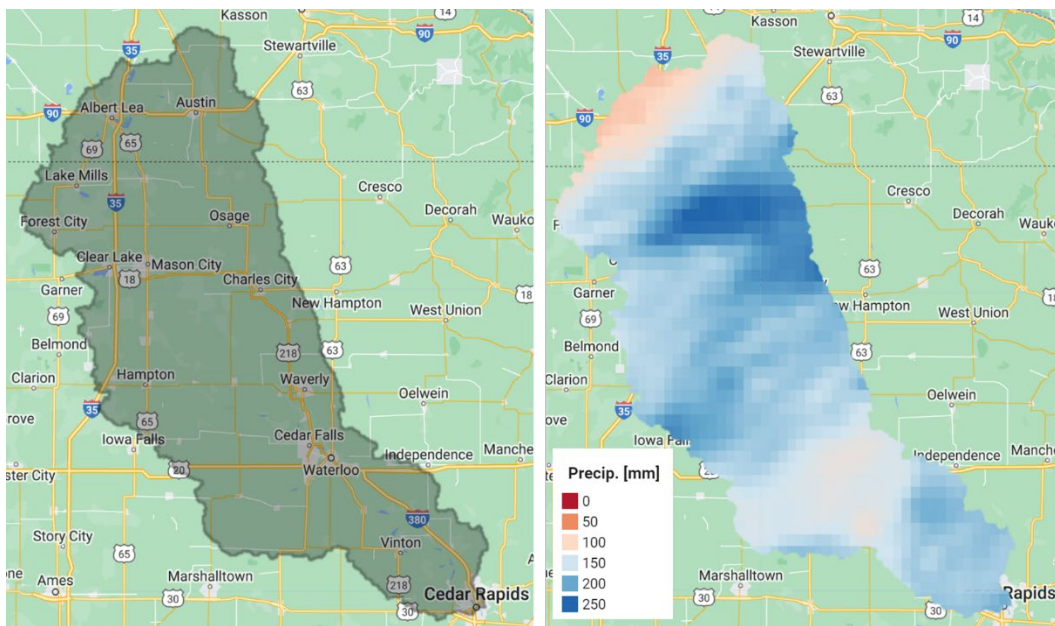 Kasson
14
90
35
Stewartville
Albert Lea
Austin
90
63
69
65
Lake Mills
Cresco
35
Osage
Decorah
Forest City
Wauko
Clear Lake
Mason City
18
Charles City
63
Garner
New Hampton
18
69
West Union
Belmond
218
63
Clarion
Hampton
Waverly
Oelwein
35
65
rove
Iowa Falls
Cedar Falls
Manche
20
Independence
ster City
Waterloo
380
Story City
65
Vinton
one
Ames
Marshalltown
218
30
30
Cedar Rapids
Kasson
14
90
35
Stewartville
90
63
Cresco
Decorah
Wauko
F
63
Garner
w Hampton
18
69
West Union
Belmond
63
Clarion
Oelwein
35
ove
Iowa Fal
Manche
20
Independence
Precip. [mm]
0
50
100
150
200
250
Marshalltown
30
30
Rapids